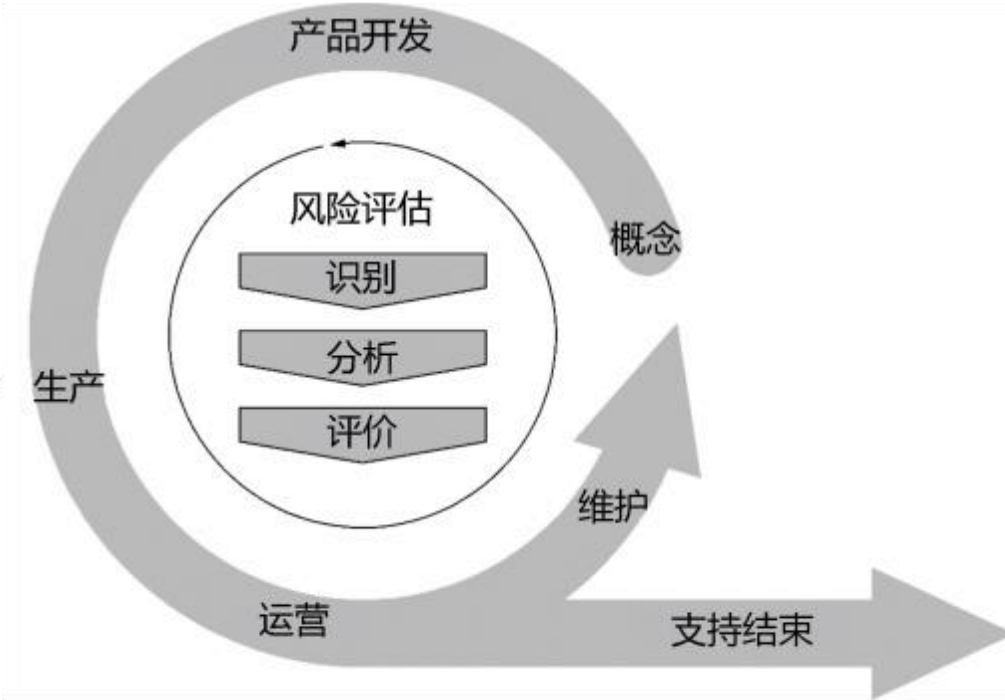 产品开发
风险评估
概念
识别
分析
生产
评价
维护
运营
支持结束